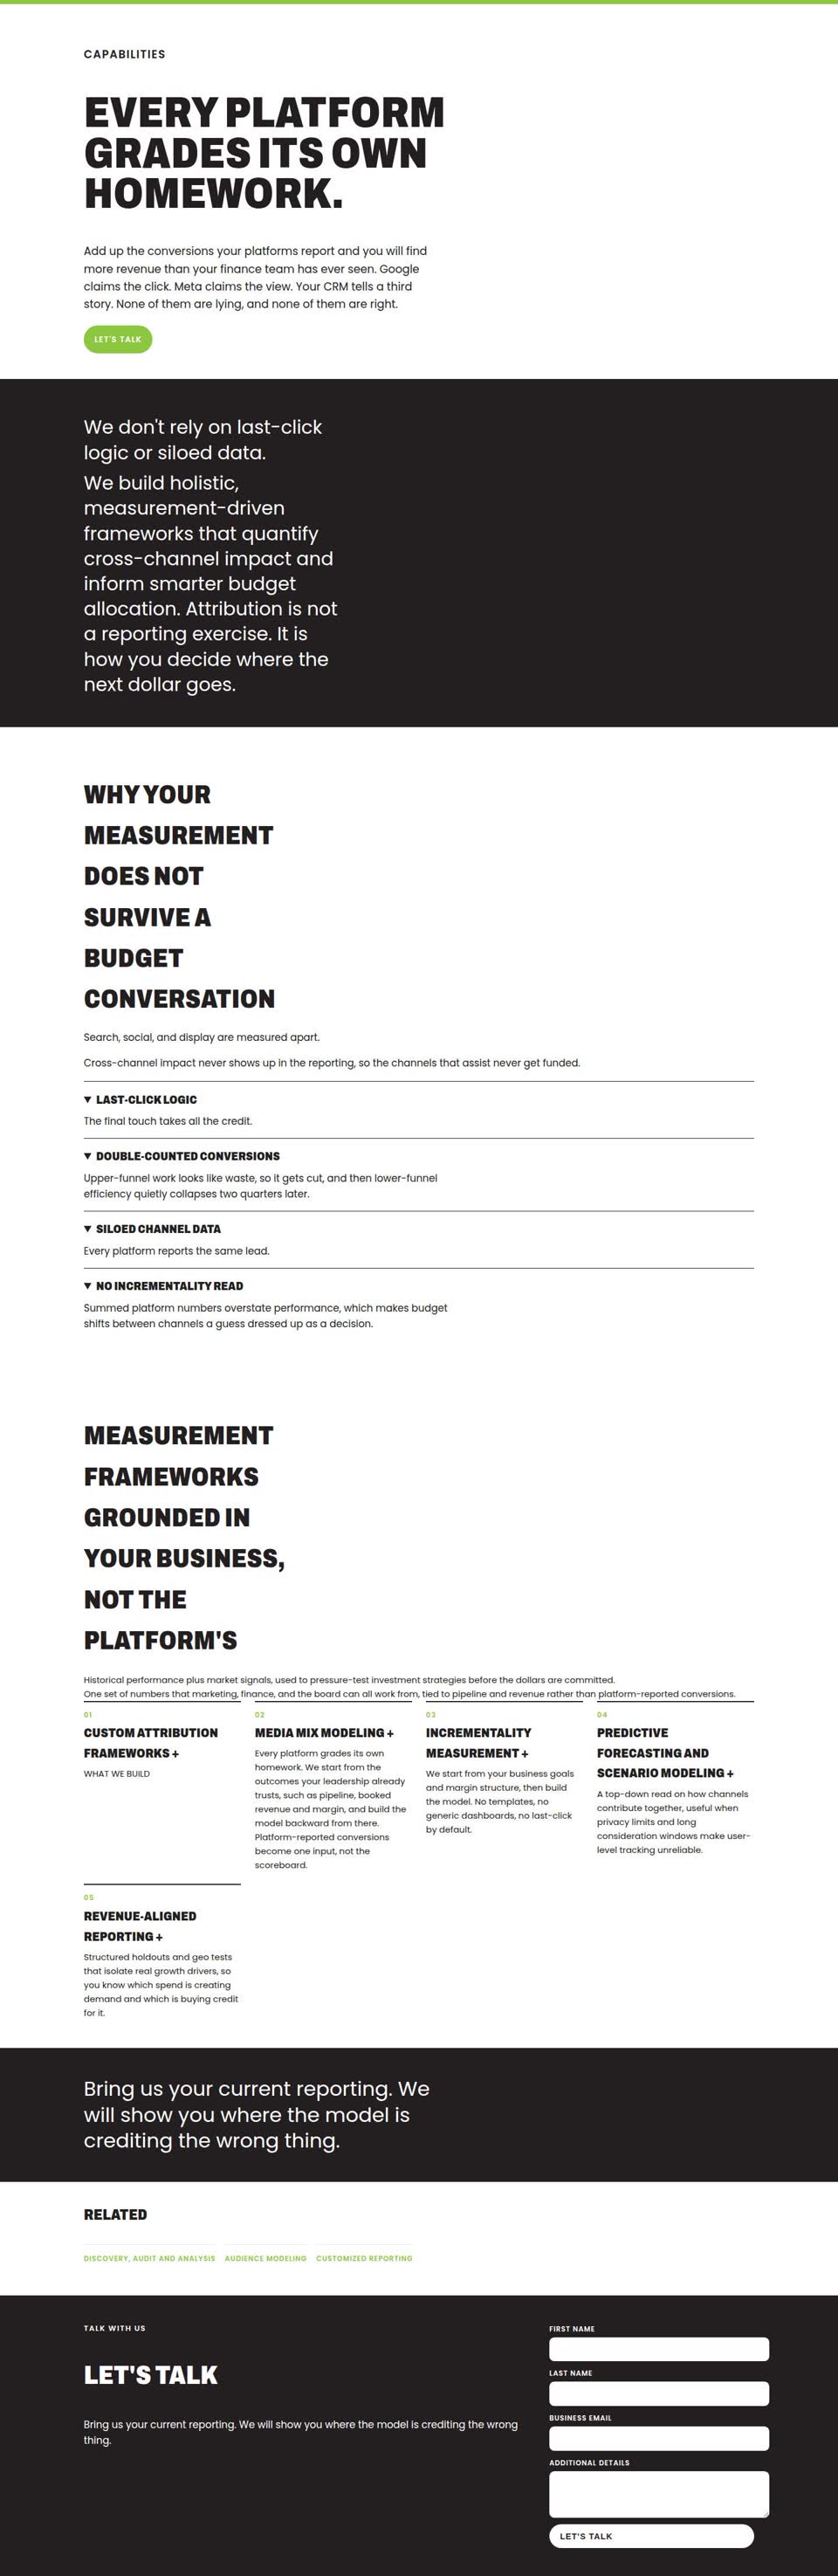 CAPABILITIES
EVERY PLATFORM
GRADES ITS OWN
HOMEWORK.
Add up the conversions your platforms report and you will find
more revenue than your finance team has ever seen. Google
claims the click. Meta claims the view. Your CRM tells a third
story. None of them are lying, and none of them are right.
LET'S TALK
We don't rely on last-click
logic or siloed data.
We build holistic,
measurement-driven
frameworks that quantify
cross-channel impact and
inform smarter budget
allocation. Attribution is not
a reporting exercise. It is
how you decide where the
next dollar goes.
WHY YOUR
MEASUREMENT
DOES NOT
SURVIVE A
BUDGET
CONVERSATION
Search, social, and display are measured apart.
Cross-channel impact never shows up in the reporting, so the channels that assist never get funded.
▼ LAST-CLICK LOGIC
The final touch takes all the credit.
▼ DOUBLE-COUNTED CONVERSIONS
Upper-funnel work looks like waste, so it gets cut, and then lower-funnel
efficiency quietly collapses two quarters later.
▼ SILOED CHANNEL DATA
Every platform reports the same lead.
▼ NO INCREMENTALITY READ
Summed platform numbers overstate performance, which makes budget
shifts between channels a guess dressed up as a decision.
MEASUREMENT
FRAMEWORKS
GROUNDED IN
YOUR BUSINESS,
NOT THE
PLATFORM'S
Historical performance plus market signals, used to pressure-test investment strategies before the dollars are committed.
One set of numbers that marketing, finance, and the board can all work from, tied to pipeline and revenue rather than platform-reported conversions.
01
CUSTOM ATTRIBUTION
FRAMEWORKS +
WHAT WE BUILD
02
MEDIA MIX MODELING +
Every platform grades its own
homework. We start from the
outcomes your leadership already
trusts, such as pipeline, booked
revenue and margin, and build the
model backward from there.
Platform-reported conversions
become one input, not the
scoreboard.
03
INCREMENTALITY
MEASUREMENT +
We start from your business goals
and margin structure, then build
the model. No templates, no
generic dashboards, no last-click
by default.
04
PREDICTIVE
FORECASTING AND
SCENARIO MODELING +
A top-down read on how channels
contribute together, useful when
privacy limits and long
consideration windows make user-
level tracking unreliable.
05
REVENUE-ALIGNED
REPORTING +
Structured holdouts and geo tests
that isolate real growth drivers, so
you know which spend is creating
demand and which is buying credit
for it.
Bring us your current reporting. We
will show you where the model is
crediting the wrong thing.
RELATED
DISCOVERY, AUDIT AND ANALYSIS AUDIENCE MODELING CUSTOMIZED REPORTING
TALK WITH US
LET'S TALK
Bring us your current reporting. We will show you where the model is crediting the wrong
thing.
FIRST NAME
LAST NAME
BUSINESS EMAIL
ADDITIONAL DETAILS
LET'S TALK